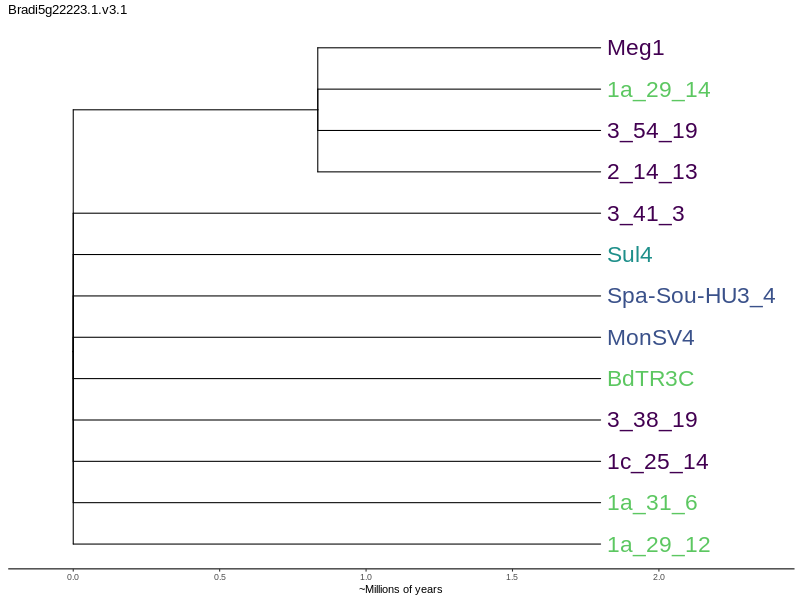 Bradi5g22223.1.v3.1
Meg1
1a_29_14
3_54_19
2_14_13
3_41_3
Sul4
Spa-Sou-HU3_4
MonSV4
BdTR3C
3_38_19
1c_25_14
1a_31_6
1a_29_12
0.0 0.5 1.0 1.5 2.0
~Millions of years